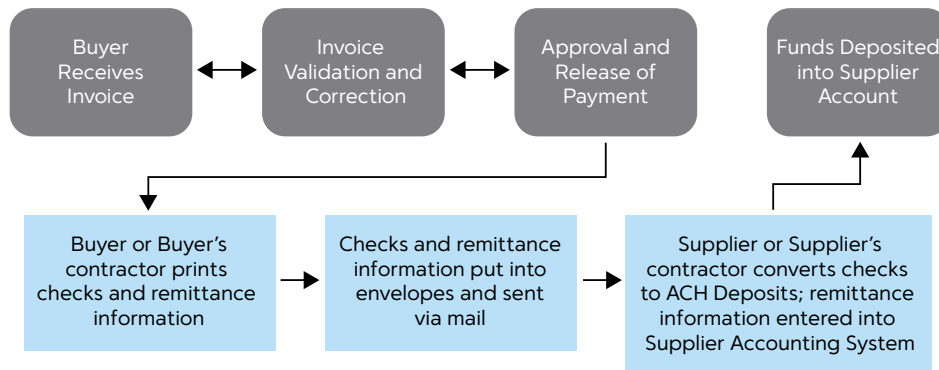 Buyer
Receives
Invoice
Invoice
Validation and
Correction
Approval and
Release of
Payment
Funds Deposited
into Supplier
Account
Buyer or Buyer’s
contractor prints
checks and remittance
information
Checks and remittance
information put into
envelopes and sent
via mail
Supplier or Supplier’s
contractor converts checks
to ACH Deposits; remittance
information entered into
Supplier Accounting System